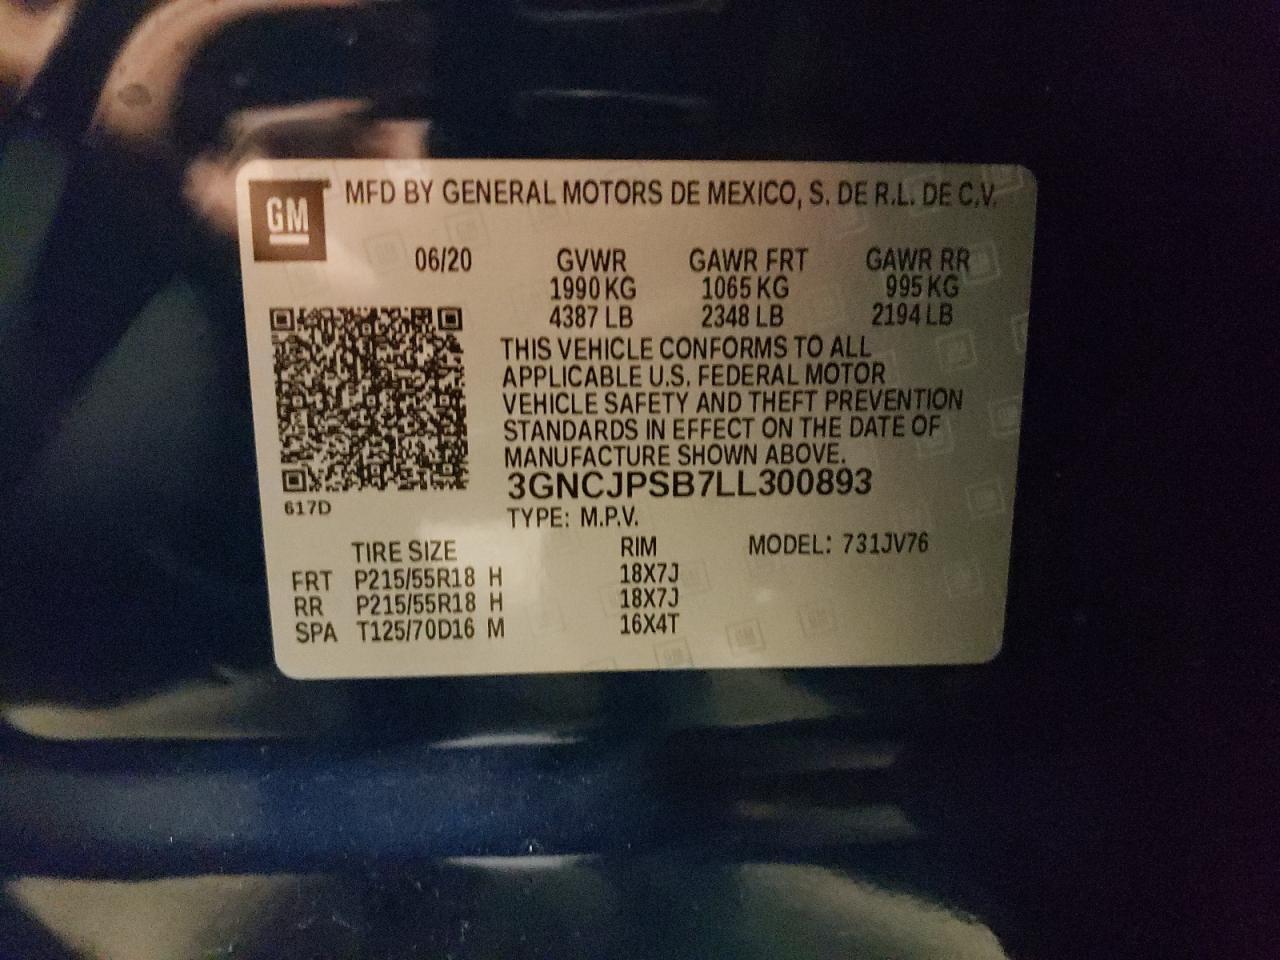 GM MFD BY GENERAL MOTORS DE MEXICO, S. DE R.L. DE C.V.
06/20 GVWR GAWR FRT GAWR RR
1990 KG 1065 KG 995 KG
4387 LB 2348 LB 2194 LB
THIS VEHICLE CONFORMS TO ALL
APPLICABLE U.S. FEDERAL MOTOR
VEHICLE SAFETY AND THEFT PREVENTION
STANDARDS IN EFFECT ON THE DATE OF
MANUFACTURE SHOWN ABOVE.
3GNCJPSB7LL300893
617D
TYPE: M.P.V.
TIRE SIZE RIM MODEL: 731JV76
FRT P215/55R18 H 18X7J
RR P215/55R18 H 18X7J
SPA T125/70D16 M 16X4T